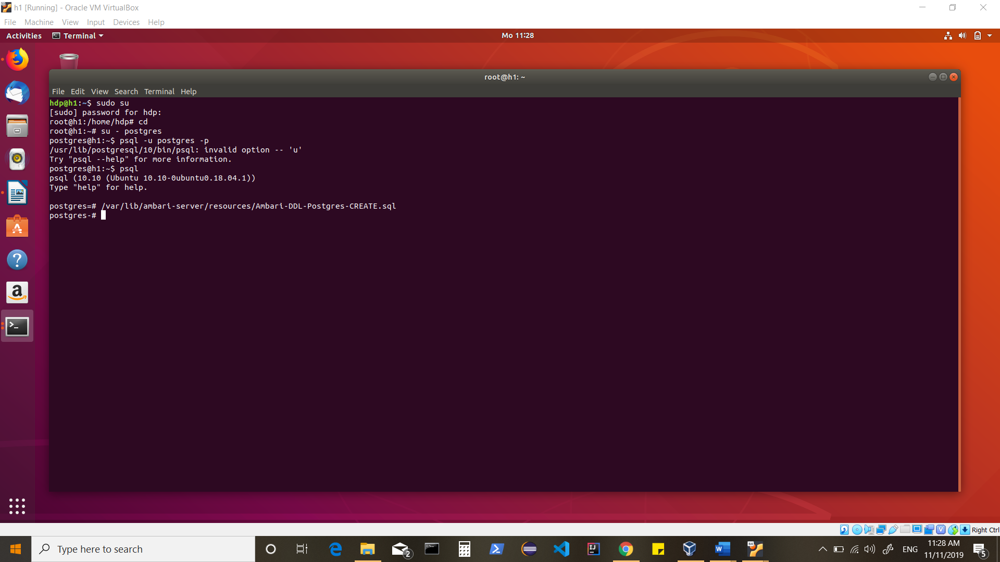 h1 [Running] - Oracle VM VirtualBox
File Machine View Input Devices Help
Activities Terminal Mo 11:28
root@h1: ~
File Edit View Search Terminal Help
hdp@h1:~$ sudo su
[sudo] password for hdp:
root@h1:/home/hdp# cd
root@h1:~# su - postgres
postgres@h1:~$ psql -u postgres -p
/usr/lib/postgresql/10/bin/psql: invalid option -- 'u'
Try "psql --help" for more information.
postgres@h1:~$ psql
psql (10.10 (Ubuntu 10.10-0ubuntu0.18.04.1))
Type "help" for help.
postgres=# /var/lib/ambari-server/resources/Ambari-DDL-Postgres-CREATE.sql
postgres-#
Right Ctrl
Type here to search
2
ENG
11:28 AM
11/11/2019
5